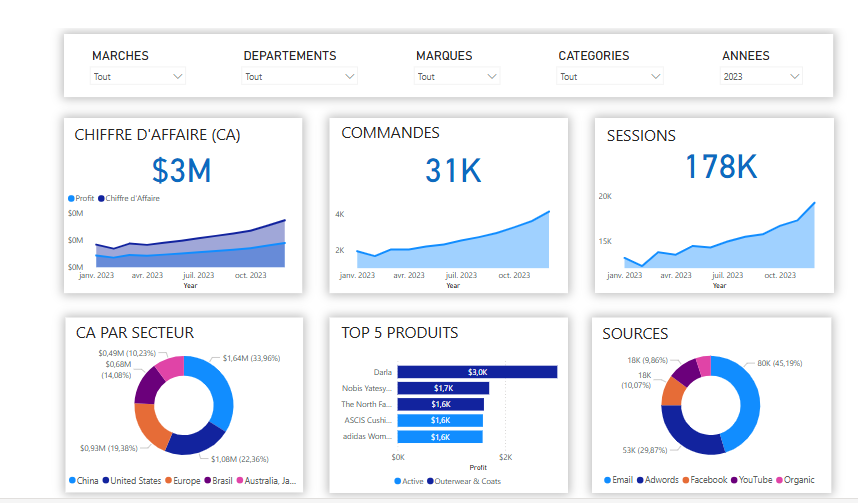 MARCHES DEPARTEMENTS MARQUES CATEGORIES ANNEES
Tout Tout Tout Tout 2023
CHIFFRE D'AFFAIRE (CA)
$3M
Profit Chiffre d'Affaire
$0M
$0M
$0M
janv. 2023 avr. 2023 juil. 2023 oct. 2023
Year
COMMANDES
31K
4K
2K
janv. 2023 avr. 2023 juil. 2023 oct. 2023
Year
SESSIONS
178K
20K
15K
janv. 2023 avr. 2023 juil. 2023 oct. 2023
Year
CA PAR SECTEUR
$0,49M (10,23%)
$1,64M (33,96%)
$0,68M
(14,08%)
$0,93M (19,38%)
$1,08M (22,36%)
China United States Europe Brasil Australia, Ja...
TOP 5 PRODUITS
Darla $3,0K
Nobis Yatesy... $1,7K
The North Fa... $1,6K
ASCIS Cushi... $1,6K
adidas Wom... $1,6K
$0K $2K
Profit
Active Outerwear & Coats
SOURCES
18K (9,86%)
80K (45,19%)
18K
(10,07%)
53K (29,87%)
Email Adwords Facebook YouTube Organic